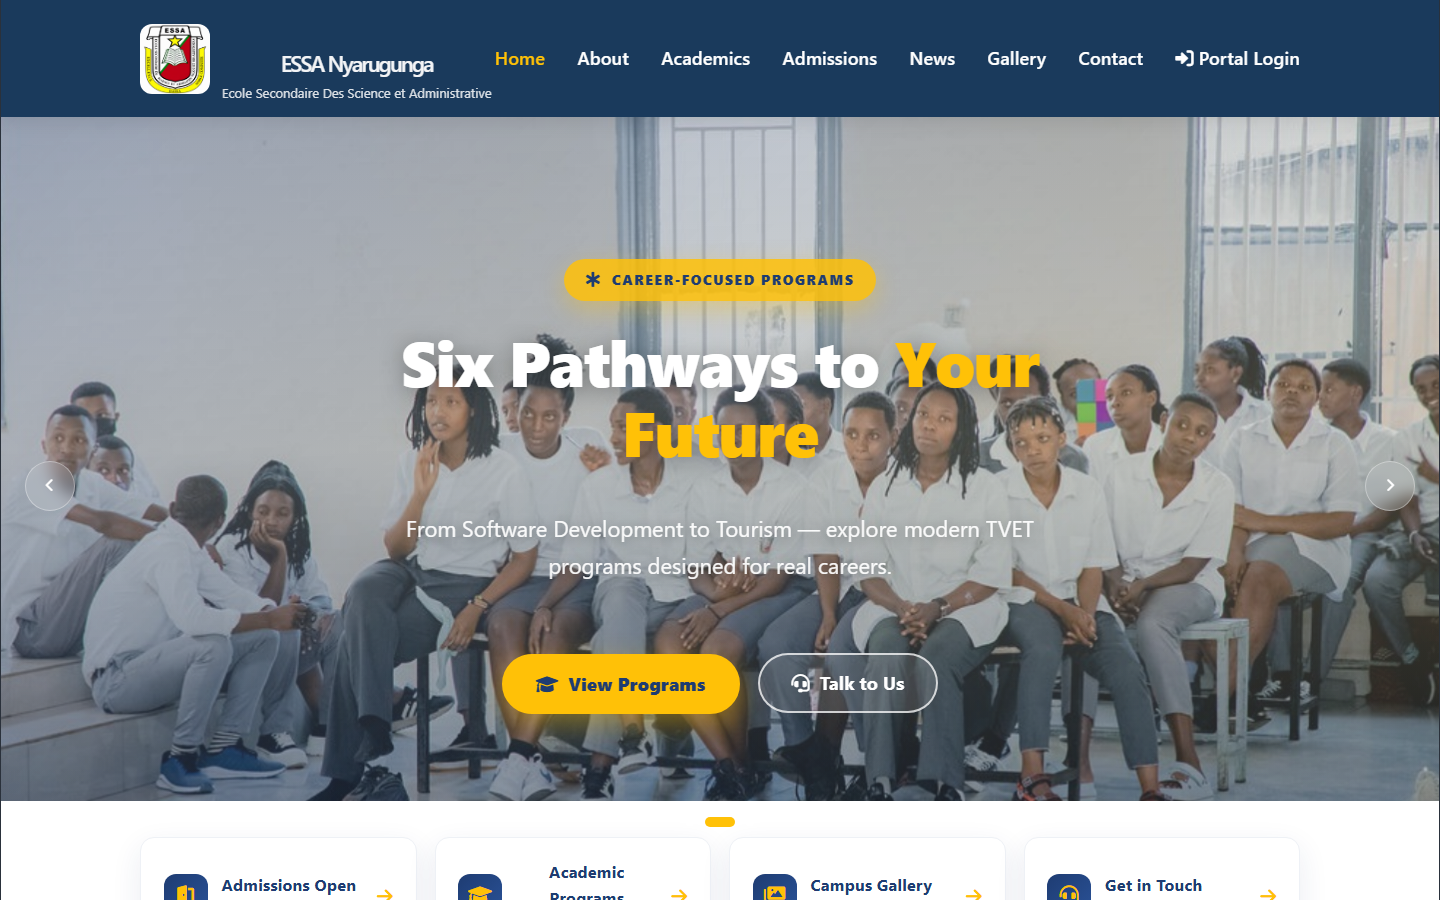 ESSA
ESSA Nyarugunga
Ecole Secondaire Des Science et Administrative
Home
About
Academics
Admissions
News
Gallery
Contact
Portal Login
CAREER-FOCUSED PROGRAMS
Six Pathways to Your
Future
From Software Development to Tourism — explore modern TVET
programs designed for real careers.
View Programs
Talk to Us
Admissions Open
Academic
Programs
Campus Gallery
Get in Touch